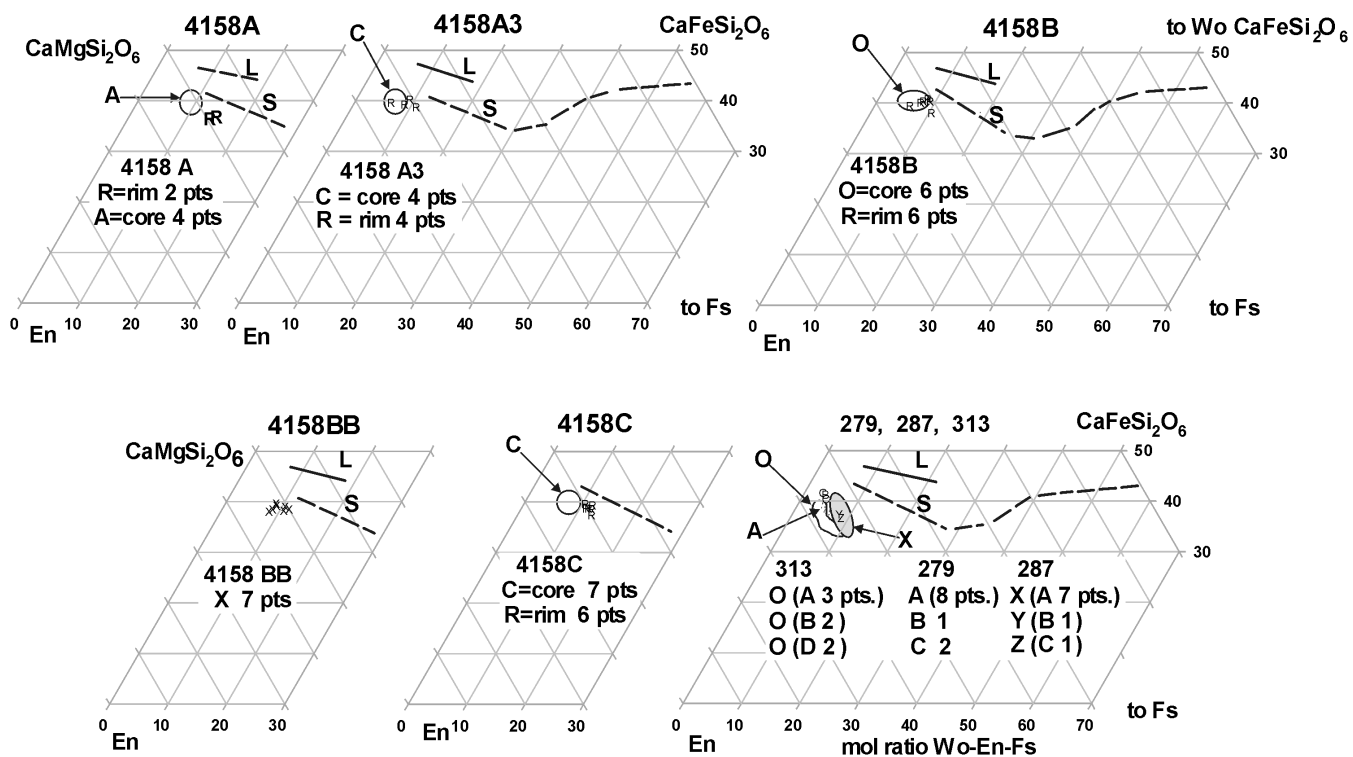 4158A
CaMgSi2O6
L
A
S
R R
4158 A
R=rim 2 pts
A=core 4 pts
0 10 20 30
En
4158A3
CaFeSi2O6
C
50
L
R R R R
40
S
30
4158 A3
C = core 4 pts
R = rim 4 pts
to Fs
0 10 20 30 40 50 60 70
En
4158B
to Wo CaFeSi2O6
O
50
L
40
S
30
4158B
O=core 6 pts
R=rim 6 pts
to Fs
0 10 20 30 40 50 60 70
En
4158BB
CaMgSi2O6
L
S
4158 BB
X 7 pts
0 10 20 30
En
4158C
C
4158C
C=core 7 pts
R=rim 6 pts
0 10 20 30
En
279, 287, 313
CaFeSi2O6
O
50
L
40
S
Y
Z
A
X
30
313 279 287
O (A 3 pts.) A (8 pts.) X (A 7 pts.)
O (B 2) B 1 Y (B 1)
O (D 2) C 2 Z (C 1)
to Fs
0 10 20 30 40 50 60 70
En
mol ratio Wo-En-Fs